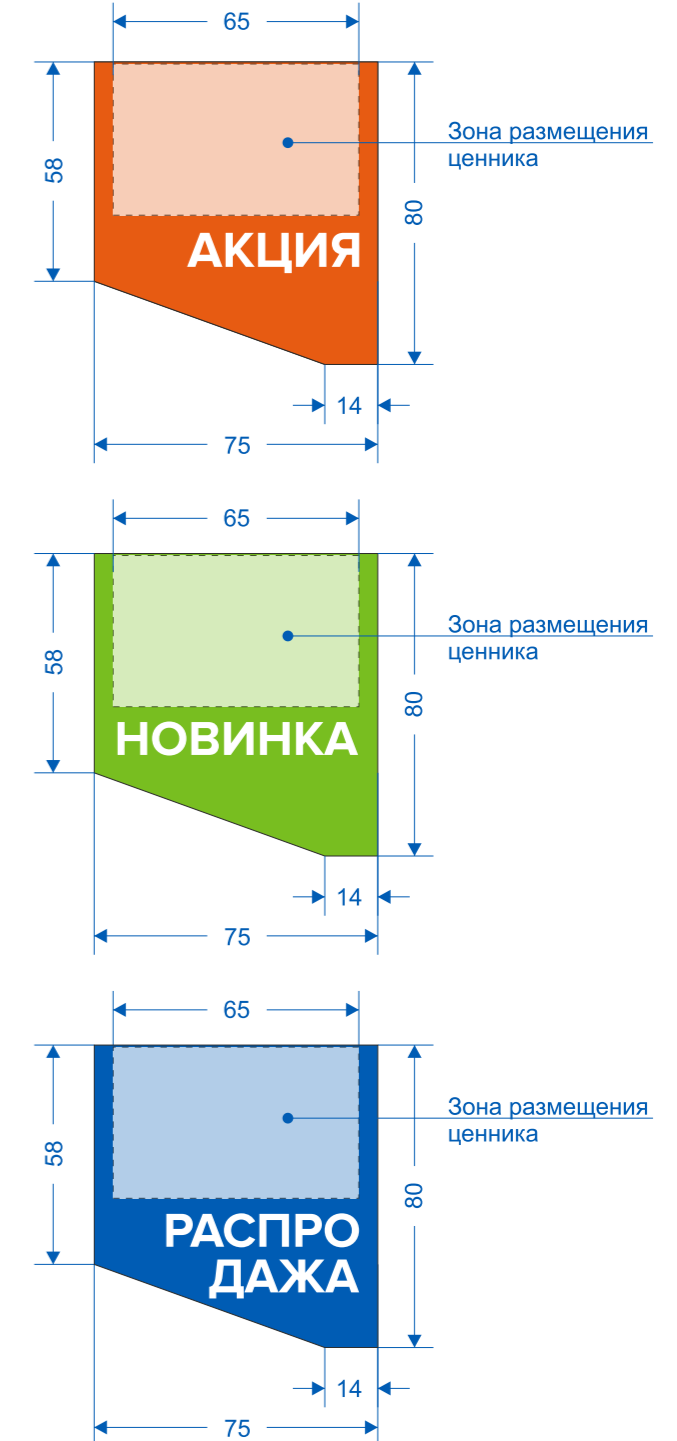 65
58
Зона размещения
ценника
80
АКЦИЯ
14
75
65
58
Зона размещения
ценника
80
НОВИНКА
14
75
65
58
Зона размещения
ценника
80
РАСПРО
ДАЖА
14
75